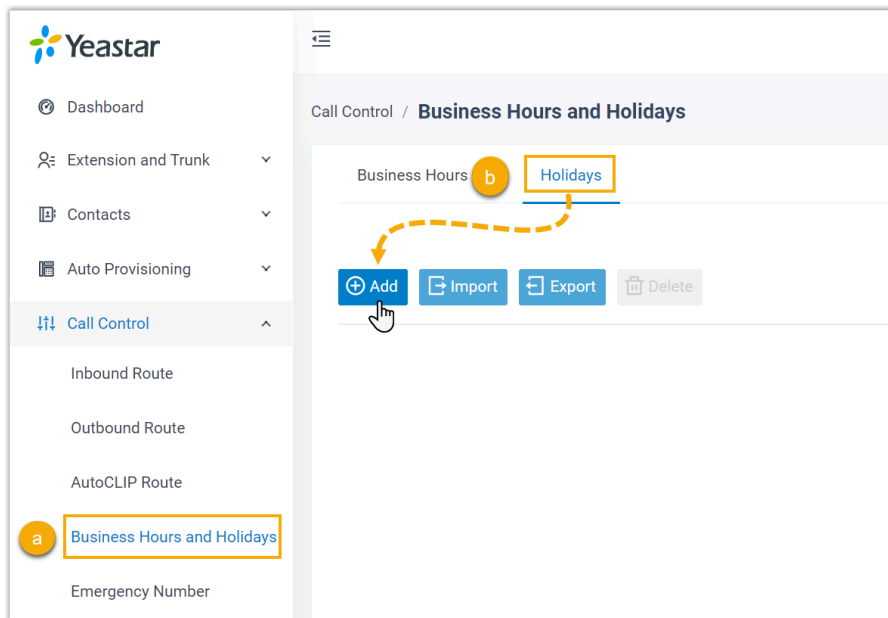 Yeastar
Dashboard
Extension and Trunk
Contacts
Auto Provisioning
Call Control
Inbound Route
Outbound Route
AutoCLIP Route
a
Business Hours and Holidays
Emergency Number
Call Control / Business Hours and Holidays
Business Hours b Holidays
Add Import Export Delete